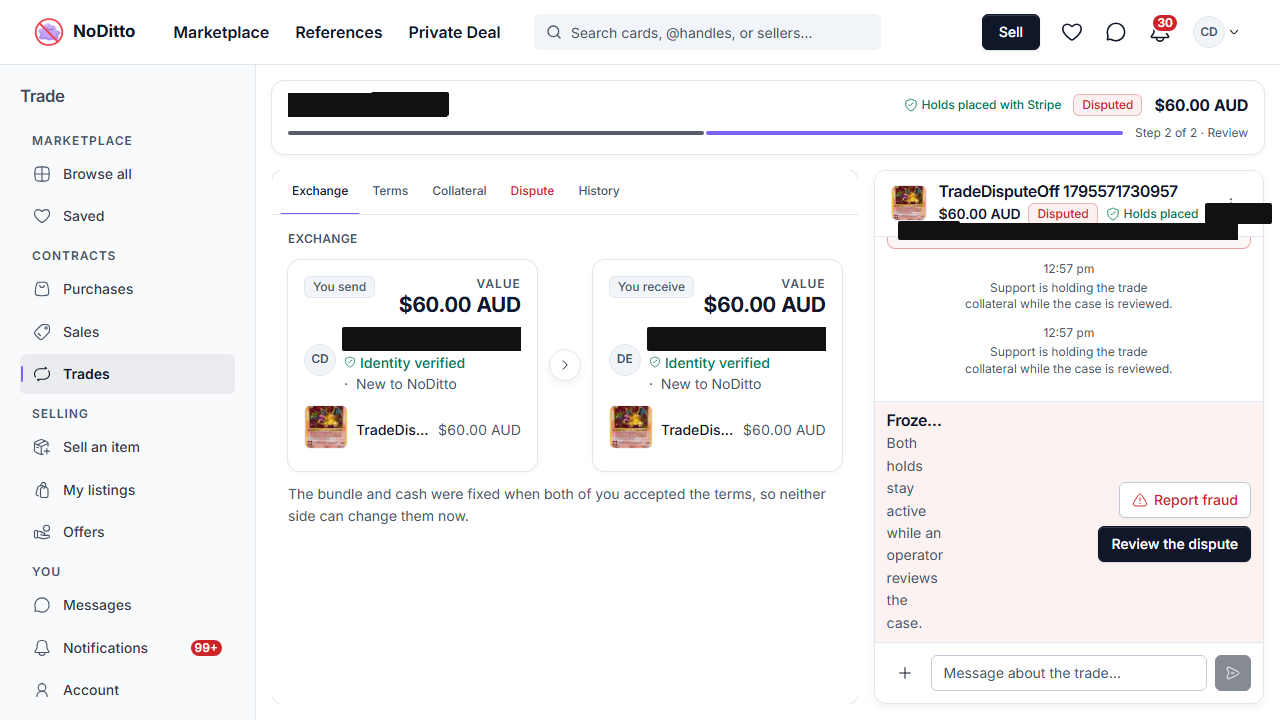 NoDitto
Marketplace
References
Private Deal
Search cards, @handles, or sellers...
Sell
30
CD
Trade
MARKETPLACE
Browse all
Saved
CONTRACTS
Purchases
Sales
Trades
SELLING
Sell an item
My listings
Offers
YOU
Messages
Notifications
99+
Account
Holds placed with Stripe
Disputed
$60.00 AUD
Step 2 of 2 · Review
Exchange
Terms
Collateral
Dispute
History
EXCHANGE
You send
VALUE
$60.00 AUD
CD
Identity verified
· New to NoDitto
TradeDis...
$60.00 AUD
You receive
VALUE
$60.00 AUD
DE
Identity verified
· New to NoDitto
TradeDis...
$60.00 AUD
The bundle and cash were fixed when both of you accepted the terms, so neither
side can change them now.
TradeDisputeOff 1795571730957
$60.00 AUD
Disputed
Holds placed
12:57 pm
Support is holding the trade
collateral while the case is reviewed.
12:57 pm
Support is holding the trade
collateral while the case is reviewed.
Froze...
Both
holds
stay
active
while an
operator
reviews
the
case.
Report fraud
Review the dispute
Message about the trade...